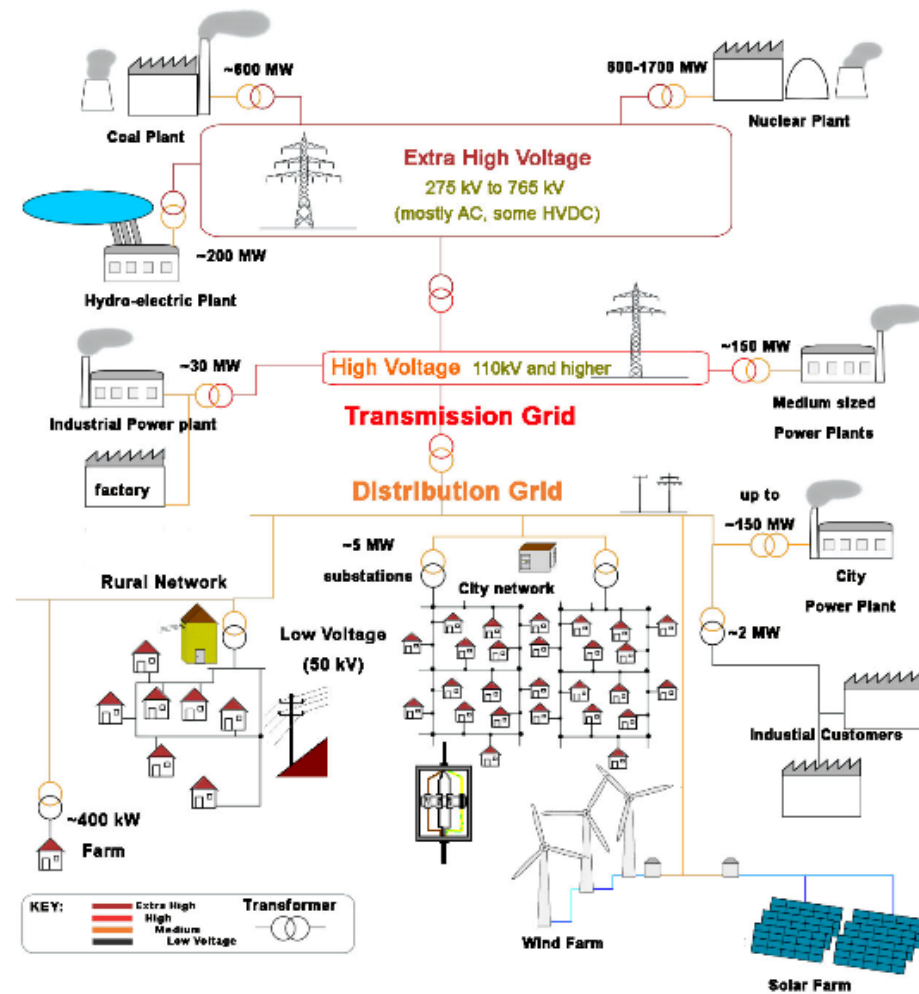 ~600 MW
600-1700 MW
Coal Plant
Nuclear Plant
Extra High Voltage
275 kV to 765 kV
(mostly AC, some HVDC)
~200 MW
Hydro-electric Plant
~30 MW
High Voltage 110kV and higher
~150 MW
Industrial Power plant
Medium sized
Power Plants
Transmission Grid
factory
Distribution Grid
up to
~150 MW
~5 MW
substations
Rural Network
City network
City
Power Plant
Low Voltage
(50 kV)
~2 MW
Industial Customers
~400 kW
Farm
KEY:
Extra High
High
Medium
Low Voltage
Transformer
Wind Farm
Solar Farm